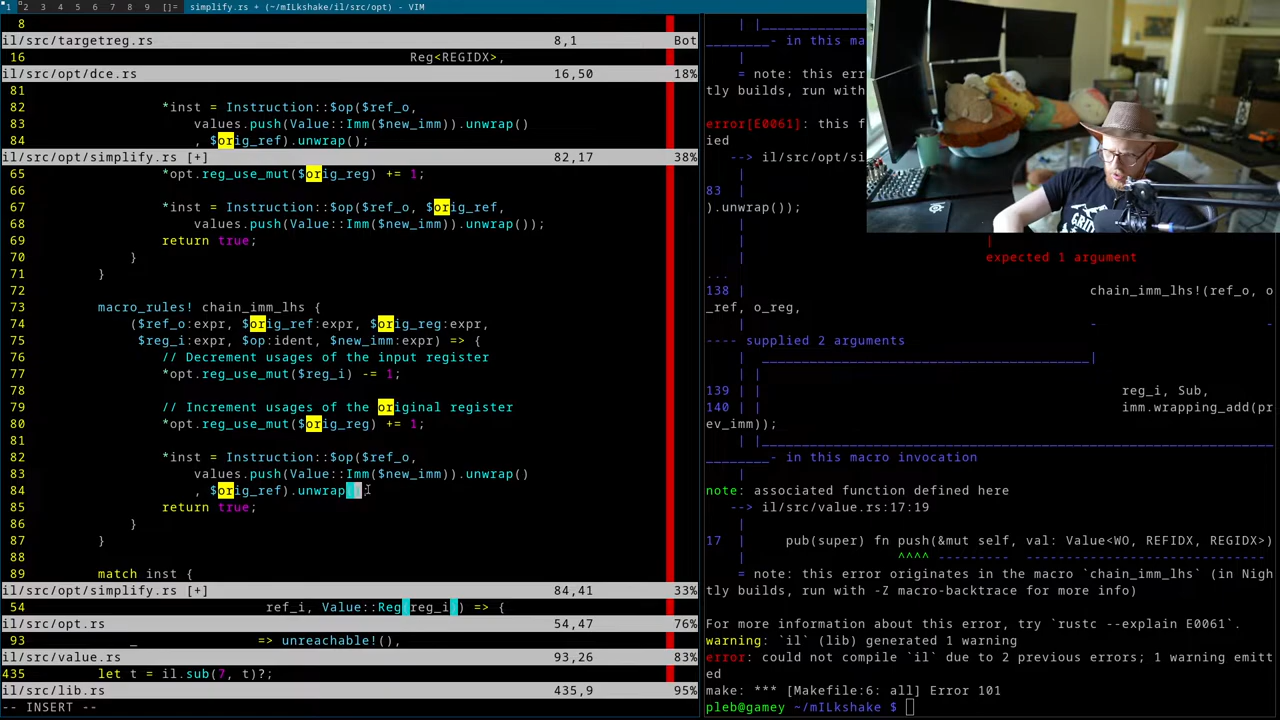 1 2 3 4 5 6 7 8 9 []= simplify.rs + (~/mILkshake/il/src/opt) - VIM
8
il/src/targetreg.rs 8,1 Bot
16 Reg<REGIDX>,
il/src/opt/dce.rs 16,50 18%
81
82 *inst = Instruction::$op($ref_o,
83 values.push(Value::Imm($new_imm)).unwrap()
84 , $orig_ref).unwrap();
il/src/opt/simplify.rs [+] 82,17 38%
65 *opt.reg_use_mut($orig_reg) += 1;
66
67 *inst = Instruction::$op($ref_o, $orig_ref,
68 values.push(Value::Imm($new_imm)).unwrap());
69 return true;
70 }
71 }
72
73 macro_rules! chain_imm_lhs {
74 ($ref_o:expr, $orig_ref:expr, $orig_reg:expr,
75 $reg_i:expr, $op:ident, $new_imm:expr) => {
76 // Decrement usages of the input register
77 *opt.reg_use_mut($reg_i) -= 1;
78
79 // Increment usages of the original register
80 *opt.reg_use_mut($orig_reg) += 1;
81
82 *inst = Instruction::$op($ref_o,
83 values.push(Value::Imm($new_imm)).unwrap()
84 , $orig_ref).unwrap();
85 return true;
86 }
87 }
88
89 match inst {
il/src/opt/simplify.rs [+] 84,41 33%
54 ref_i, Value::Reg(reg_i)) => {
il/src/opt.rs 54,47 76%
93 _ => unreachable!(),
il/src/value.rs 93,26 83%
435 let t = il.sub(7, t)?;
il/src/lib.rs 435,9 95%
-- INSERT --
|_____
________- in this ma
= note: this err
tly builds, run with
error[E0061]: this f
ied
--> il/src/opt/si
|
83
).unwrap());
|
|
| |
expected 1 argument
...
138 | chain_imm_lhs!(ref_o, o
_ref, o_reg,
| - -
---- supplied 2 arguments
| _________________________________________|
| |
139 | | reg_i, Sub,
140 | | imm.wrapping_add(pr
ev_imm));
| |________________________________________________________________
________- in this macro invocation
note: associated function defined here
--> il/src/value.rs:17:19
|
17 pub(super) fn push(&mut self, val: Value<WO, REFIDX, REGIDX>)
| ^^^^ --------- -----------------------------
= note: this error originates in the macro `chain_imm_lhs` (in Nigh
tly builds, run with -Z macro-backtrace for more info)
For more information about this error, try `rustc --explain E0061`.
warning: `il` (lib) generated 1 warning
error: could not compile `il` due to 2 previous errors; 1 warning emitt
ed
make: *** [Makefile:6: all] Error 101
pleb@gamey ~/mILkshake $